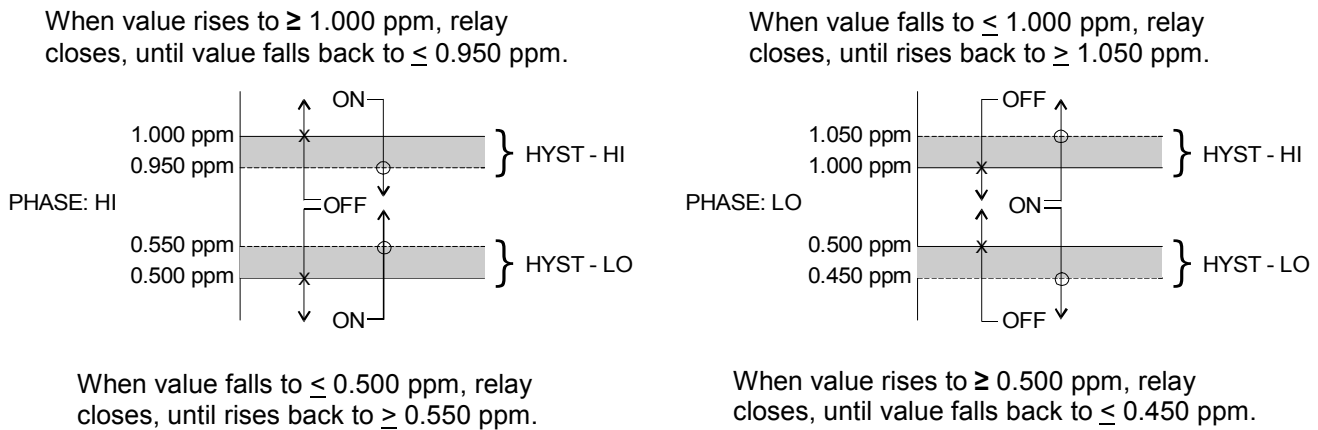 When value rises to ≥ 1.000 ppm, relay
closes, until value falls back to ≤ 0.950 ppm.
When value falls to ≤ 1.000 ppm, relay
closes, until rises back to ≥ 1.050 ppm.
ON
1.000 ppm
0.950 ppm
HYST - HI
PHASE: HI
OFF
0.550 ppm
0.500 ppm
HYST - LO
ON
OFF
1.050 ppm
1.000 ppm
HYST - HI
PHASE: LO
ON
0.500 ppm
0.450 ppm
HYST - LO
OFF
When value falls to ≤ 0.500 ppm, relay
closes, until rises back to ≥ 0.550 ppm.
When value rises to ≥ 0.500 ppm, relay
closes, until value falls back to ≤ 0.450 ppm.